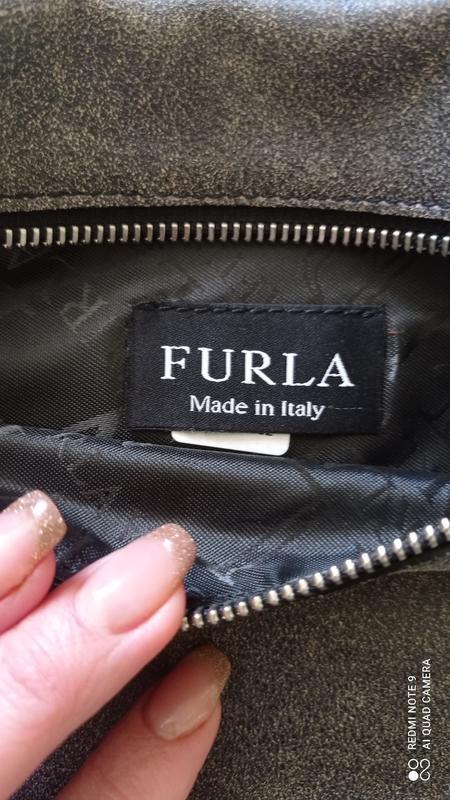 FURLA
Made in Italy
REDMI NOTE 9
AI QUAD CAMERA